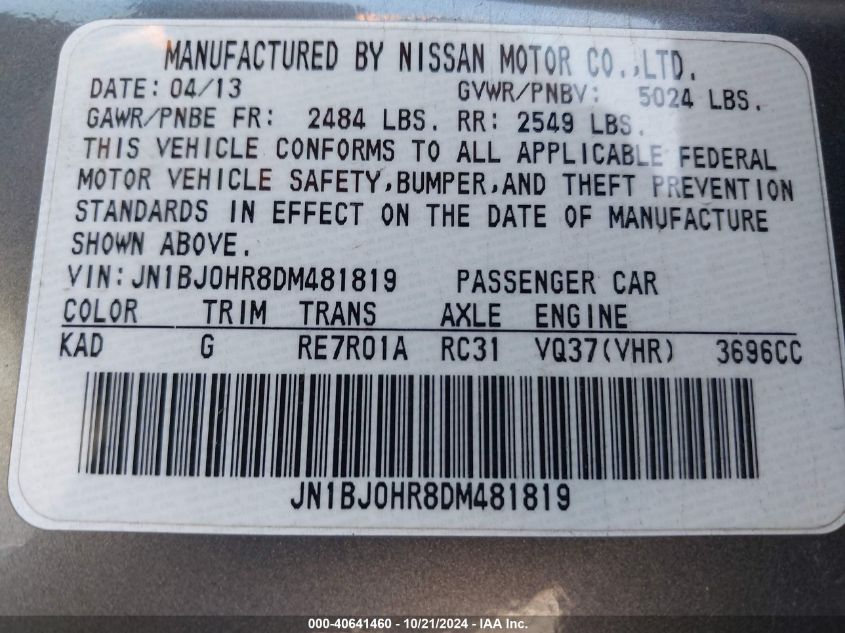 MANUFACTURED BY NISSAN MOTOR CO.,LTD.
DATE: 04/13 GVWR/PNBV: 5024 LBS.
GAWR/PNBE FR: 2484 LBS. RR: 2549 LBS.
THIS VEHICLE CONFORMS TO ALL APPLICABLE FEDERAL
MOTOR VEHICLE SAFETY,BUMPER,AND THEFT PREVENTION
STANDARDS IN EFFECT ON THE DATE OF MANUFACTURE
SHOWN ABOVE.
VIN:JN1BJ0HR8DM481819 PASSENGER CAR
COLOR TRIM TRANS AXLE ENGINE
KAD G RE7R01A RC31 VQ37(VHR) 3696CC
JN1BJ0HR8DM481819
000-40641460 - 10/21/2024 - IAA Inc.